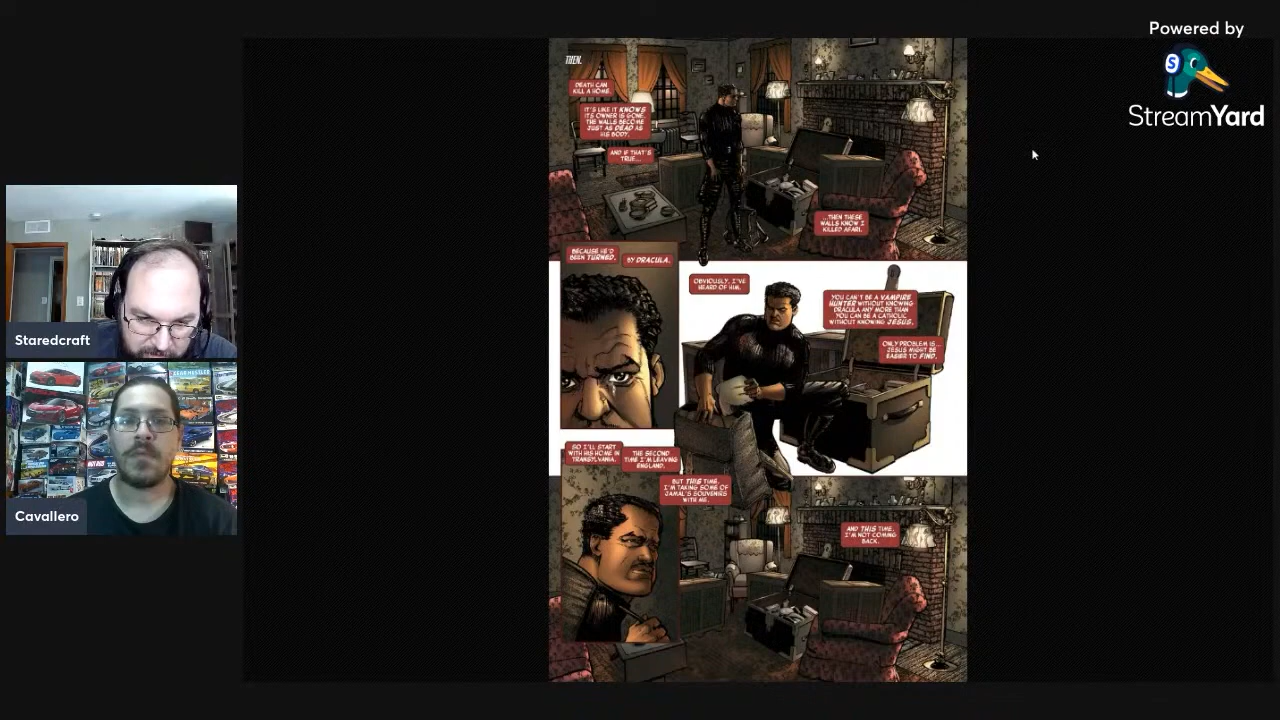 Powered by
StreamYard
Staredcraft
Cavallero
THEN.
DEATH CAN
KILL A HOME.
IT'S LIKE IT KNOWS
ITS OWNER IS GONE.
THE WALLS BECOME
JUST AS DEAD AS
HIS BODY.
AND IF THAT'S
TRUE...
...THEN THESE
WALLS KNOW I
KILLED AFARI.
BECAUSE HE'D
BEEN TURNED.
BY DRACULA.
OBVIOUSLY, I'VE
HEARD OF HIM.
YOU CAN'T BE A VAMPIRE
HUNTER WITHOUT KNOWING
DRACULA ANY MORE THAN
YOU CAN BE A CATHOLIC
WITHOUT KNOWING JESUS.
ONLY PROBLEM IS...
JESUS MIGHT BE
EASIER TO FIND.
SO I'LL START
WITH HIS HOME IN
TRANSYLVANIA.
THE SECOND
TIME I'M LEAVING
ENGLAND.
BUT THIS TIME,
I'M TAKING SOME OF
JAMAL'S SOUVENIRS
WITH ME.
AND THIS TIME,
I'M NOT COMING
BACK.